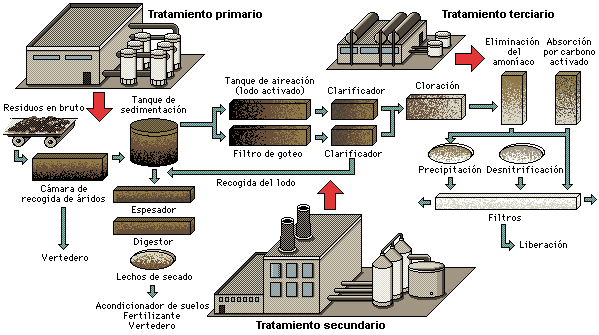 Tratamiento primario
Tratamiento terciario
Eliminación
del
amoníaco
Absorción
por carbono
activado
Residuos en bruto
Tanque de
sedimentación
Tanque de aireación
(lodo activado)
Clarificador
Cloración
Filtro de goteo
Clarificador
Recogida del lodo
Cámara de
recogida de áridos
Espesador
Digestor
Lechos de secado
Vertedero
Acondicionador de suelos
Fertilizante
Vertedero
Precipitación
Desnitrificación
Filtros
Liberación
Tratamiento secundario